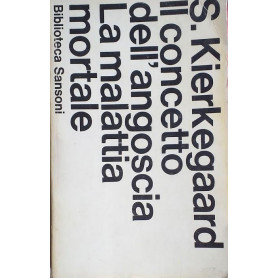 S. Kierkegaard
Il concetto
dell'angoscia
La malattia
mortale
Biblioteca Sansoni